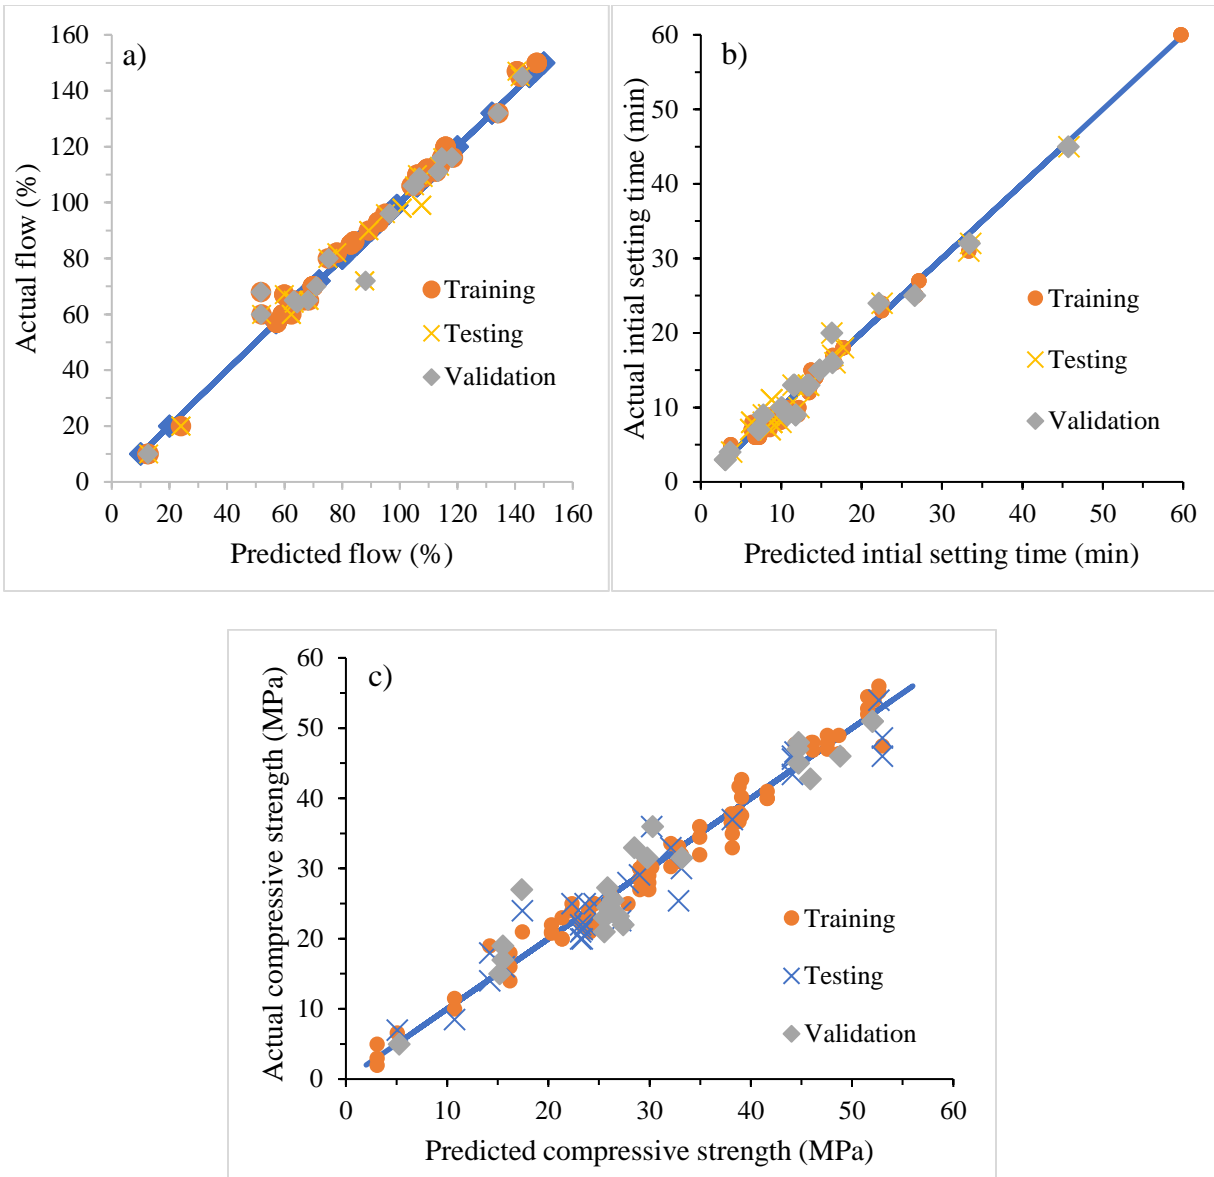 a)
Actual flow (%)
160
140
120
100
80
60
40
20
0
0 20 40 60 80 100 120 140 160
Predicted flow (%)
Training
Testing
Validation
b)
Actual intial setting time (min)
60
50
40
30
20
10
0
0 10 20 30 40 50 60
Predicted intial setting time (min)
Training
Testing
Validation
c)
Actual compressive strength (MPa)
60
50
40
30
20
10
0
0 10 20 30 40 50 60
Predicted compressive strength (MPa)
Training
Testing
Validation